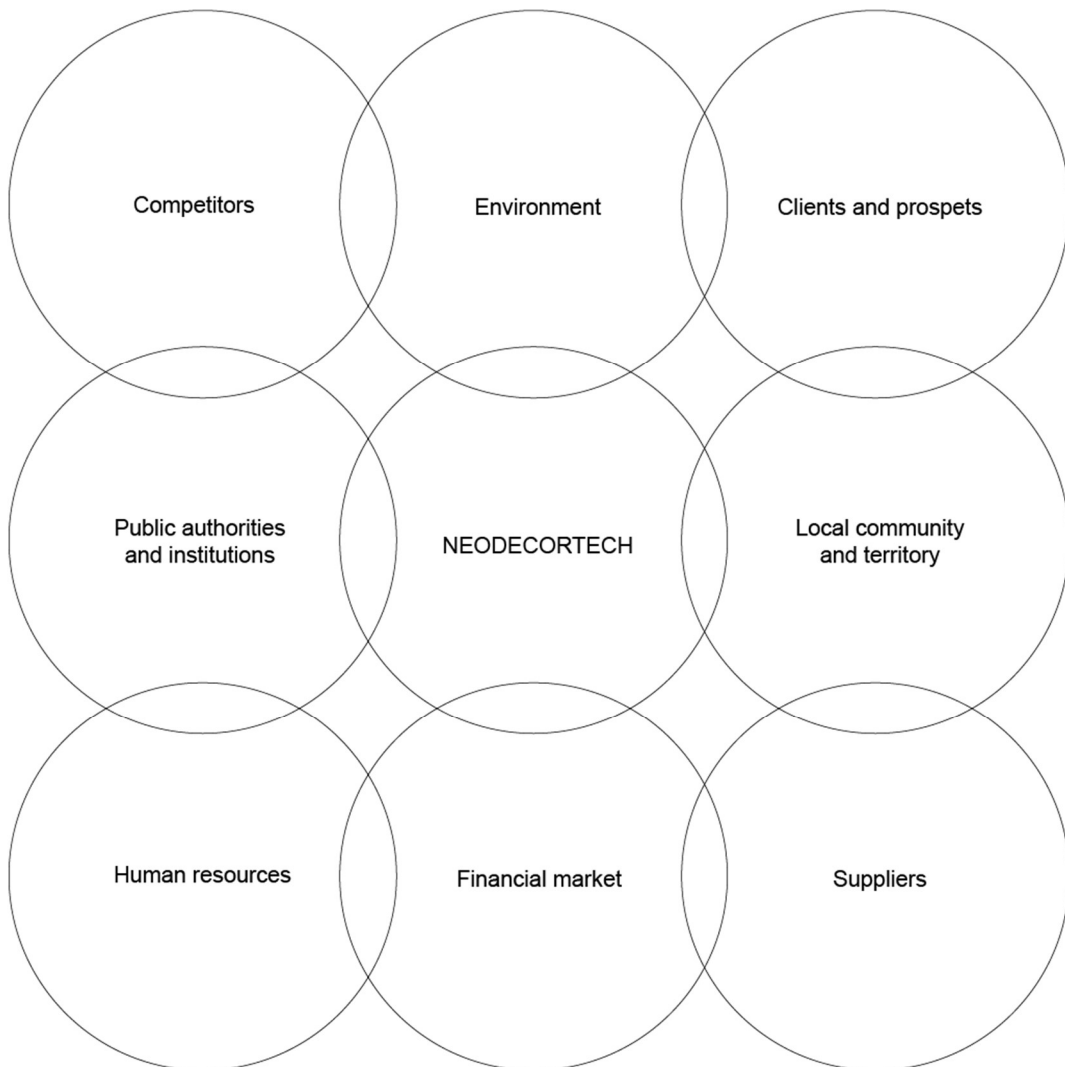 Competitors
Environment
Clients and prospets
Public authorities
and institutions
NEODECORTECH
Local community
and territory
Human resources
Financial market
Suppliers